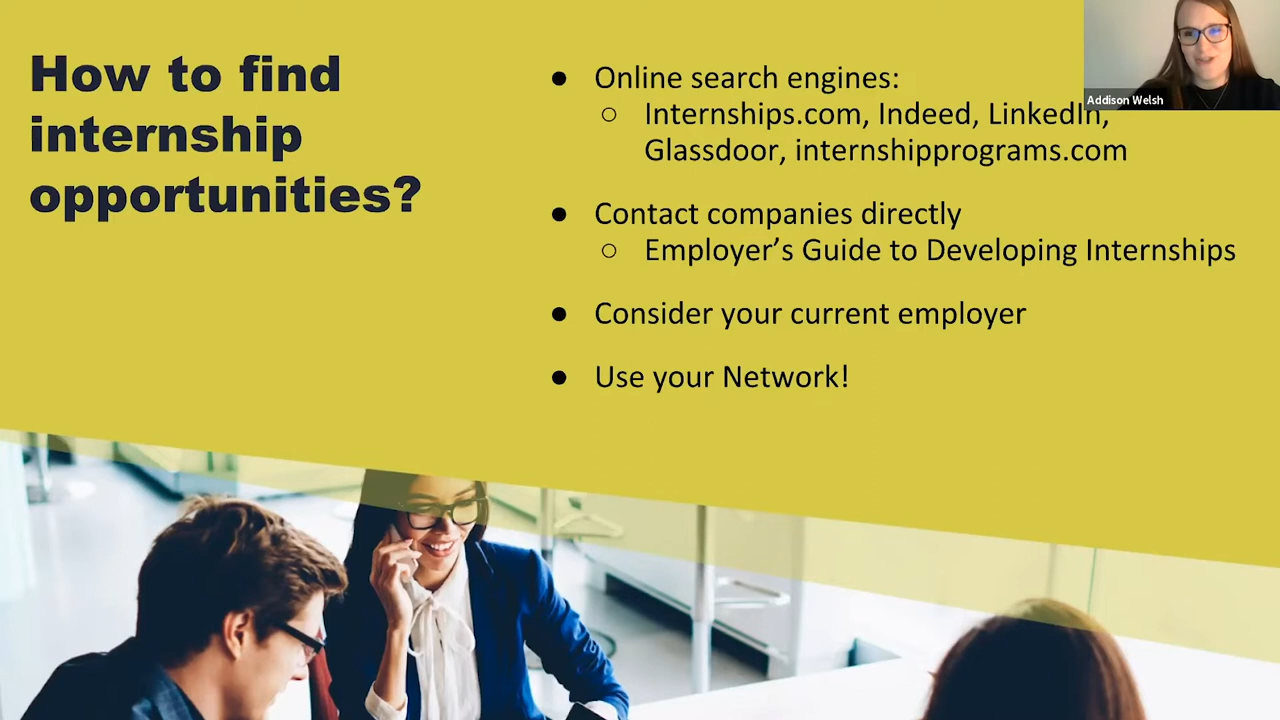 How to find
internship
opportunities?
● Online search engines:
○ Internships.com, Indeed, LinkedIn,
Glassdoor, internshipprograms.com
● Contact companies directly
○ Employer’s Guide to Developing Internships
● Consider your current employer
● Use your Network!
Addison Welsh